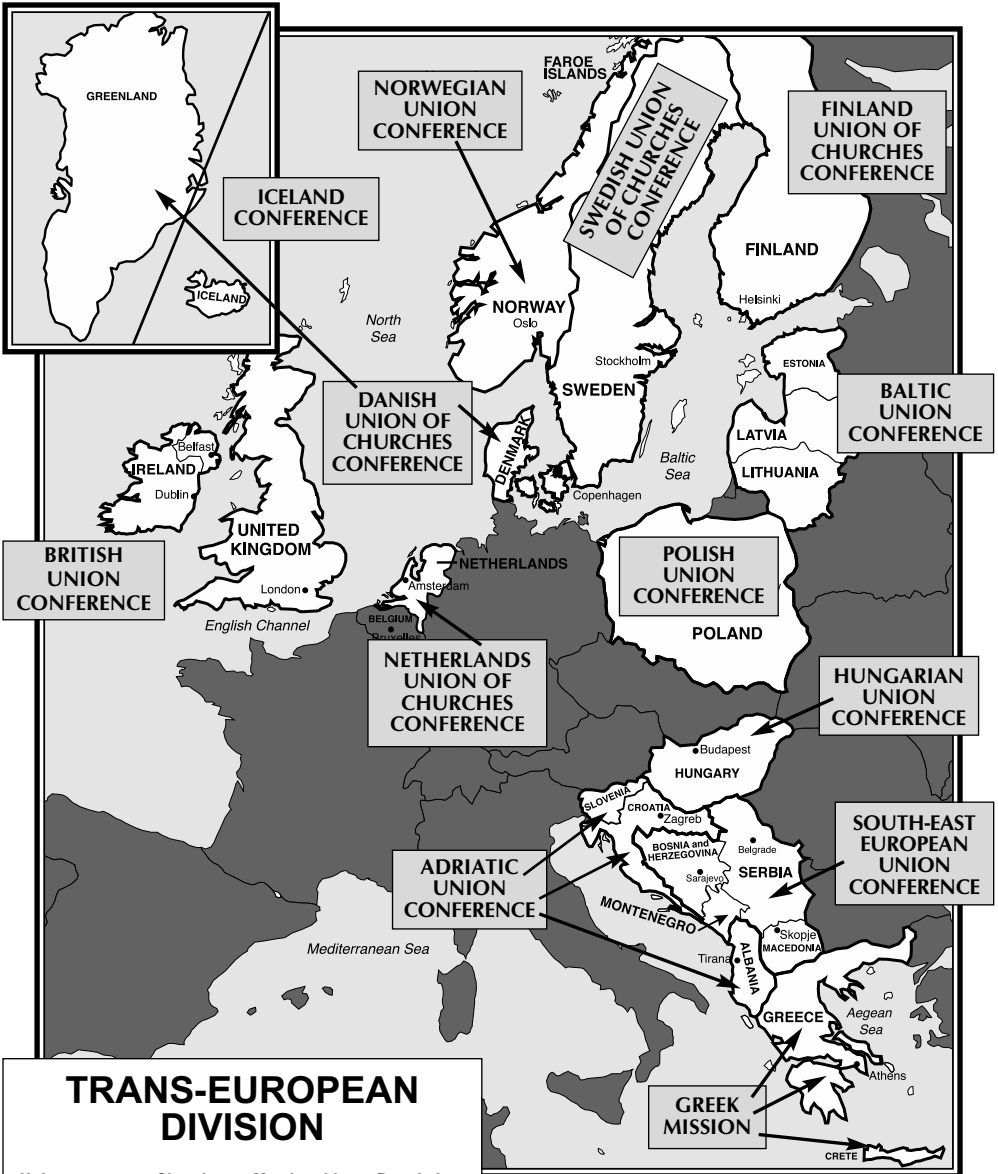 GREENLAND
ICELAND
ICELAND
CONFERENCE
FAROE
ISLANDS
NORWEGIAN
UNION
CONFERENCE
SWEDISH UNION
OF CHURCHES
CONFERENCE
FINLAND
UNION OF
CHURCHES
CONFERENCE
FINLAND
Helsinki
North
Sea
NORWAY
Oslo
Stockholm
SWEDEN
ESTONIA
DANISH
UNION OF
CHURCHES
CONFERENCE
DENMARK
Copenhagen
Baltic
Sea
LATVIA
LITHUANIA
BALTIC
UNION
CONFERENCE
Belfast
IRELAND
Dublin
UNITED
KINGDOM
London
BRITISH
UNION
CONFERENCE
English Channel
NETHERLANDS
Amsterdam
BELGIUM
Bruxelles
NETHERLANDS
UNION OF
CHURCHES
CONFERENCE
POLISH
UNION
CONFERENCE
POLAND
HUNGARIAN
UNION
CONFERENCE
Budapest
HUNGARY
SLOVENIA
CROATIA
Zagreb
BOSNIA and
HERZEGOVINA
Sarajevo
Belgrade
SERBIA
SOUTH-EAST
EUROPEAN
UNION
CONFERENCE
ADRIATIC
UNION
CONFERENCE
MONTENEGRO
Skopje
MACEDONIA
Tirana
ALBANIA
Mediterranean Sea
GREECE
Aegean
Sea
Athens
GREEK
MISSION
CRETE
TRANS-EUROPEAN
DIVISION